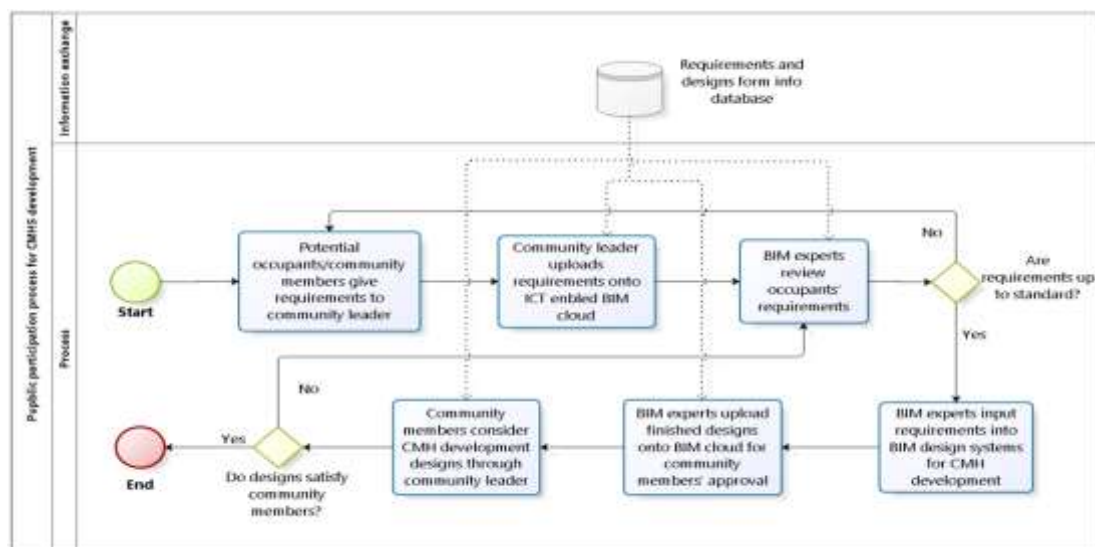 Pupblic participation process for CMHS development
Information exchange
Process
Requirements and
designs form info
database
Start
Potential
occupants/community
members give
requirements to
community leader
Community leader
uploads
requirements onto
ICT enbled BIM
cloud
BIM experts
review
occupants'
requirements
No
Are
requirements up
to standard?
Yes
BIM experts input
requirements into
BIM design systems
for CMH
development
BIM experts upload
finished designs
onto BIM cloud for
community
members' approval
Community
members consider
CMH development
designs through
community leader
No
Yes
Do designs satisfy
community
members?
End